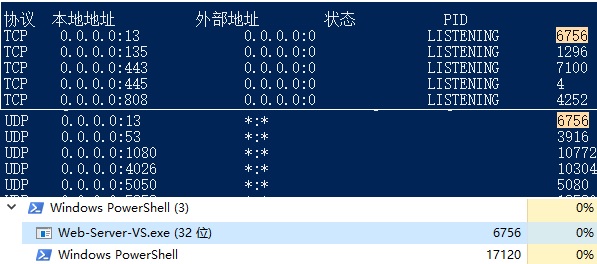 协议 本地地址 外部地址 状态 PID
TCP 0.0.0.0:13 0.0.0.0:0 LISTENING 6756
TCP 0.0.0.0:135 0.0.0.0:0 LISTENING 1296
TCP 0.0.0.0:443 0.0.0.0:0 LISTENING 7100
TCP 0.0.0.0:445 0.0.0.0:0 LISTENING 4
TCP 0.0.0.0:808 0.0.0.0:0 LISTENING 4252
UDP 0.0.0.0:13 *:* 6756
UDP 0.0.0.0:53 *:* 3916
UDP 0.0.0.0:1080 *:* 10772
UDP 0.0.0.0:4026 *:* 10304
UDP 0.0.0.0:5050 *:* 5080
Windows PowerShell (3) 0%
Web-Server-VS.exe (32 位) 6756 0%
Windows PowerShell 17120 0%